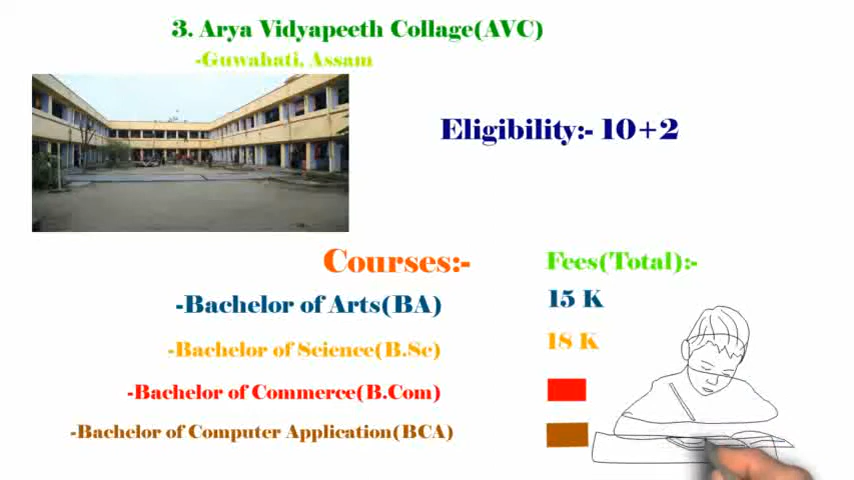 3. Arya Vidyapeeth Collage(AVC)
-Guwahati, Assam
Eligibility:- 10+2
Courses:-
Fees(Total):-
-Bachelor of Arts(BA)
15 K
-Bachelor of Science(B.Sc)
18 K
-Bachelor of Commerce(B.Com)
-Bachelor of Computer Application(BCA)